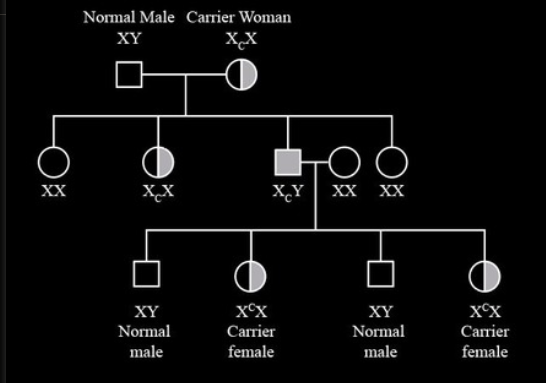 Normal Male Carrier Woman
XY XcX
XX XcX XcY XX XX
XY XᶜX XY XᶜX
Normal Carrier Normal Carrier
male female male female